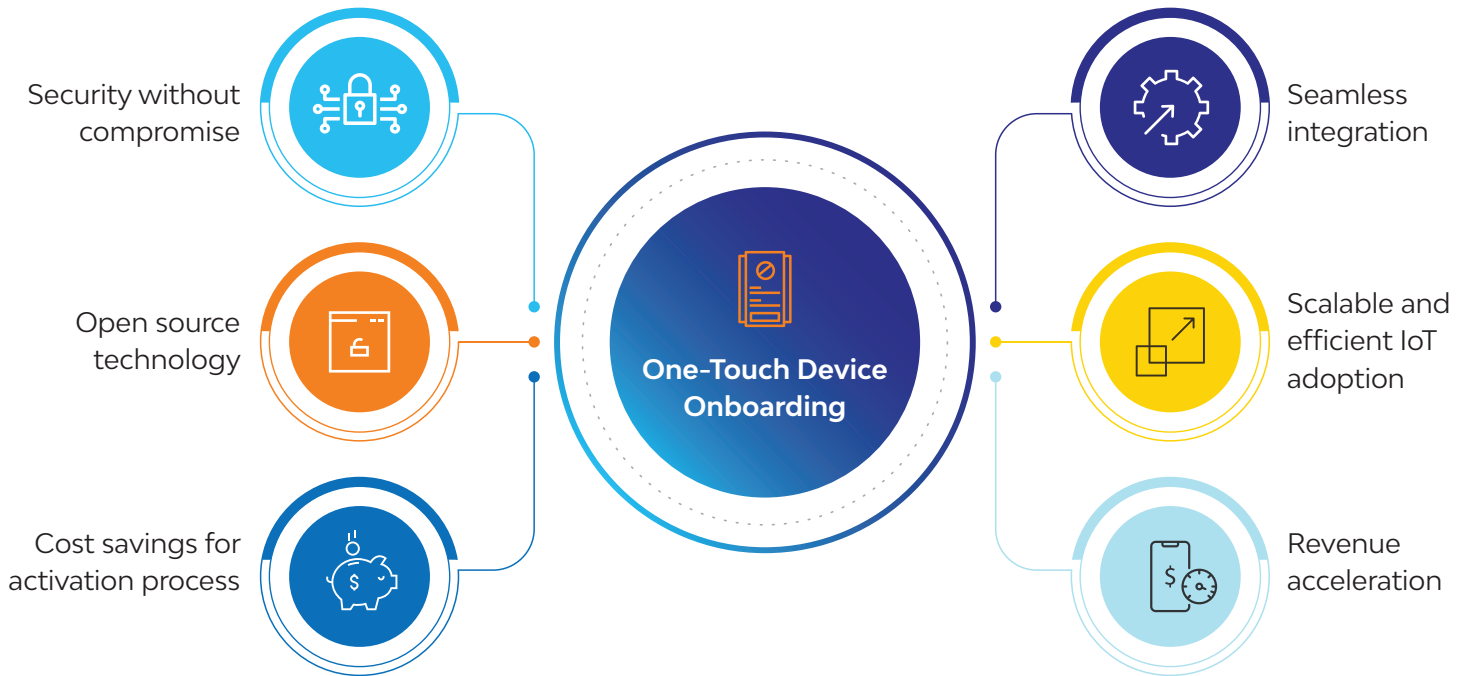 Security without
compromise
Open source
technology
Cost savings for
activation process
One-Touch Device
Onboarding
Seamless
integration
Scalable and
efficient IoT
adoption
Revenue
acceleration
$
$